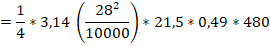 = 1/4 * 3,14 (28²/10000) * 21,5 * 0,49 * 480